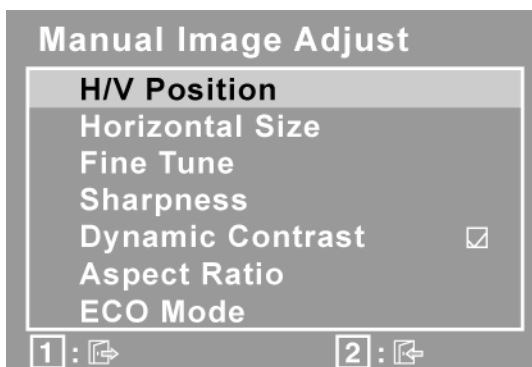 Manual Image Adjust
H/V Position
Horizontal Size
Fine Tune
Sharpness
Dynamic Contrast
Aspect Ratio
ECO Mode
1 : 2 :